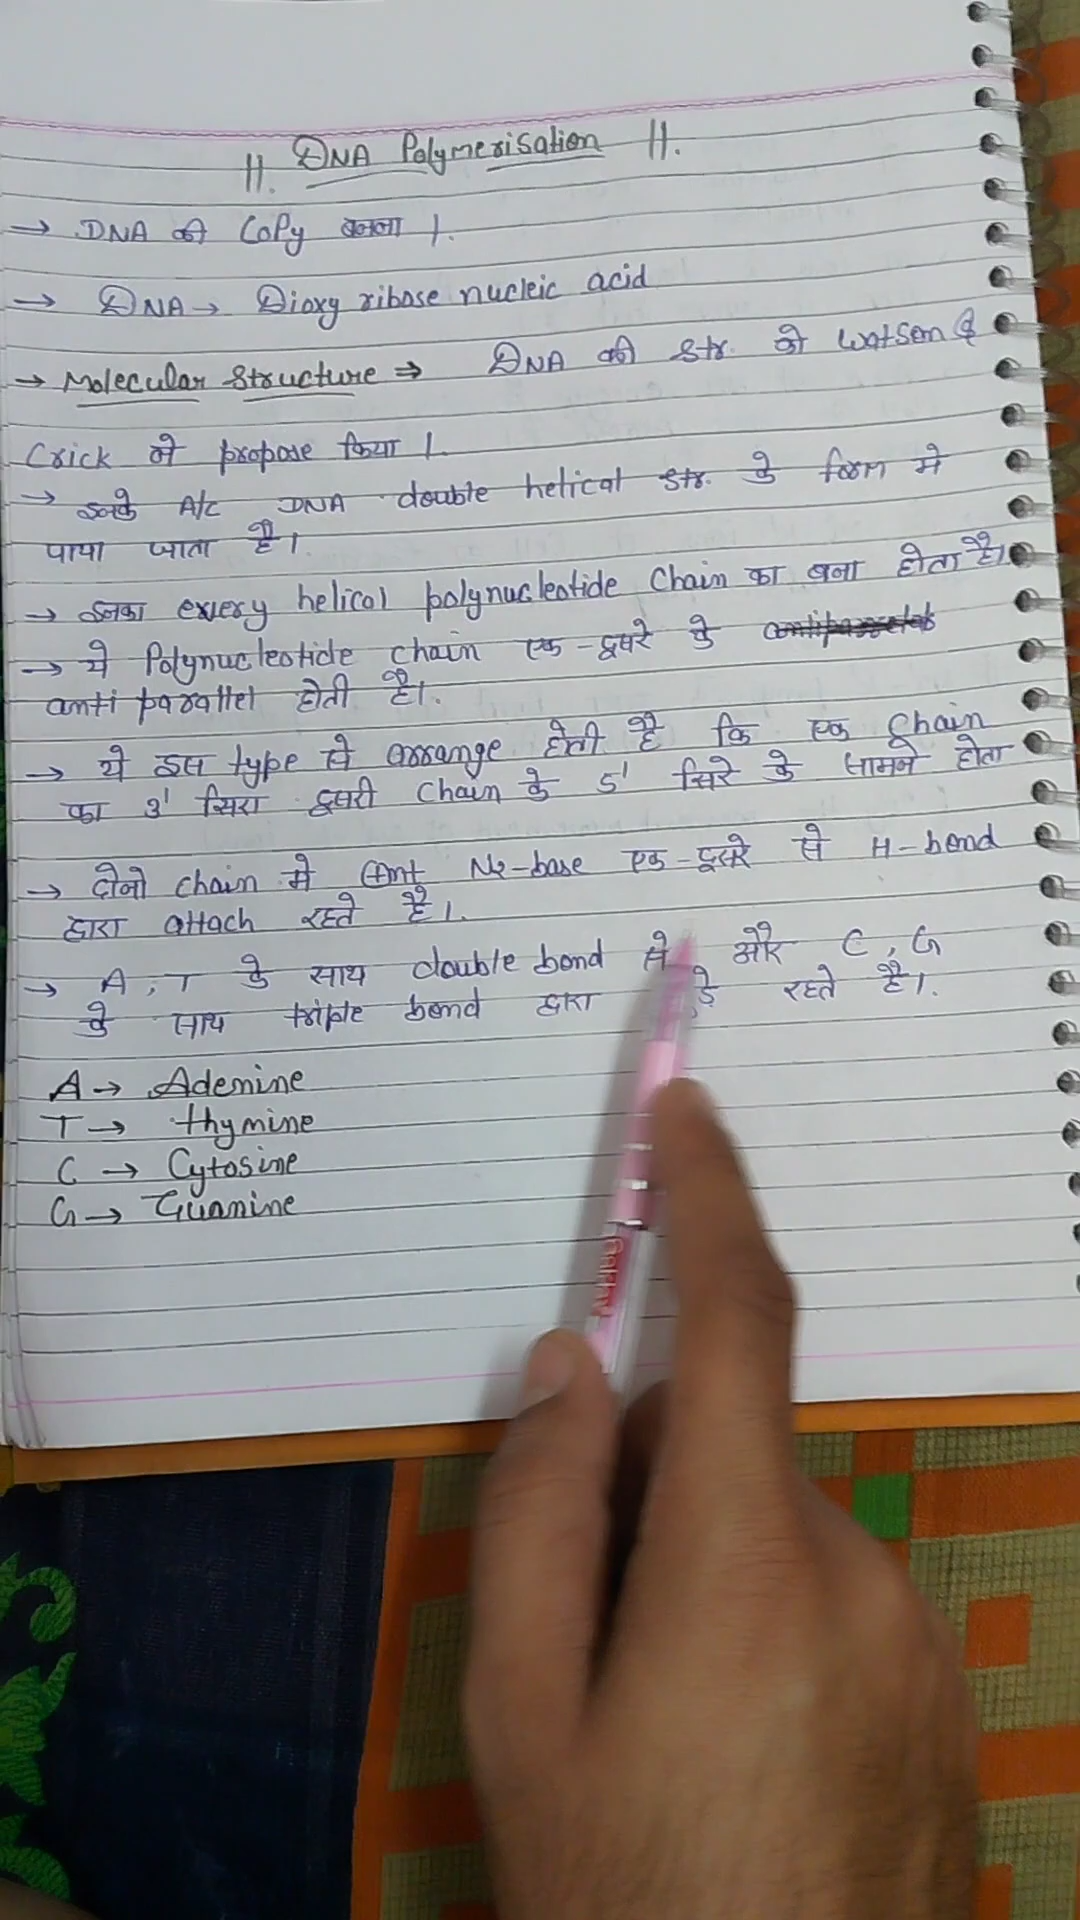 ||. DNA Polymerisation ||.
→ DNA की Copy बनना |.
→ DNA → Dioxy ribose nucleic acid
→ Molecular Structure ⇒ DNA की Str. को Watson &
Crick ने propose किया |.
→ इनके A/c DNA double helical str. के form मे
पाया जाता है।.
→ इनका every helical polynucleotide Chain का बना होता है।
→ ये Polynucleotide chain एक-दूसरे के
anti parallel होती है।.
→ ये इस type से arrange होती है कि एक Chain
का 3' सिरा दूसरी Chain के 5' सिरे के सामने होता
→ दोनो chain मे N2-base एक-दूसरे से H-bond
द्वारा attach रहते है।.
→ A, T के साथ double bond से और C, G
के साथ triple bond द्वारा रहते है।.
A → Adenine
T → thymine
C → Cytosine
G → Guanine